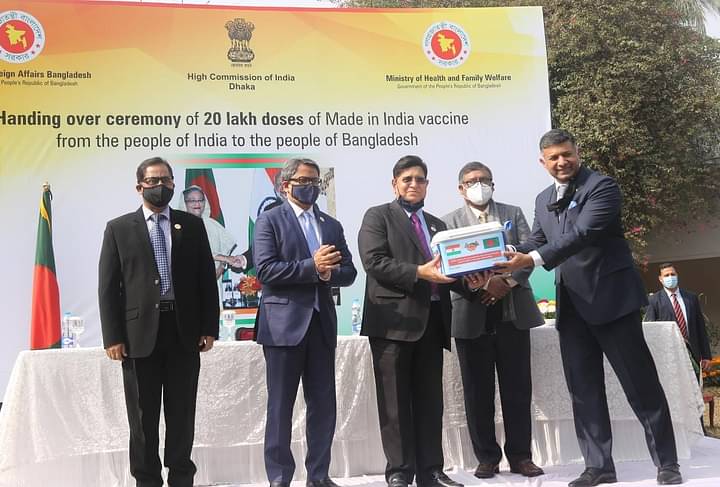 reign Affairs Bangladesh
People's Republic of Bangladesh
High Commission of India
Dhaka
Ministry of Health and Family Welfare
Government of the People's Republic of Bangladesh
Handing over ceremony of 20 lakh doses of Made in India vaccine
from the people of India to the people of Bangladesh